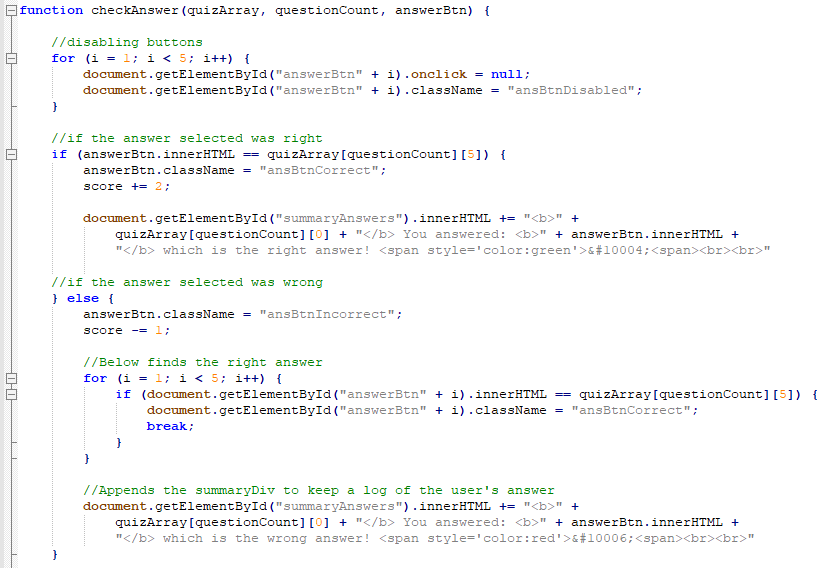 function checkAnswer(quizArray, questionCount, answerBtn) {
//disabling buttons
for (i = 1; i < 5; i++) {
document.getElementById("answerBtn" + i).onclick = null;
document.getElementById("answerBtn" + i).className = "ansBtnDisabled";
}
//if the answer selected was right
if (answerBtn.innerHTML == quizArray[questionCount][5]) {
answerBtn.className = "ansBtnCorrect";
score += 2;
document.getElementById("summaryAnswers").innerHTML += "<b>" +
quizArray[questionCount][0] + "</b> You answered: <b>" + answerBtn.innerHTML +
"</b> which is the right answer! <span style='color:green'>&#10004;<span><br><br>"
//if the answer selected was wrong
} else {
answerBtn.className = "ansBtnIncorrect";
score -= 1;
//Below finds the right answer
for (i = 1; i < 5; i++) {
if (document.getElementById("answerBtn" + i).innerHTML == quizArray[questionCount][5]) {
document.getElementById("answerBtn" + i).className = "ansBtnCorrect";
break;
}
}
//Appends the summaryDiv to keep a log of the user's answer
document.getElementById("summaryAnswers").innerHTML += "<b>" +
quizArray[questionCount][0] + "</b> You answered: <b>" + answerBtn.innerHTML +
"</b> which is the wrong answer! <span style='color:red'>&#10006;<span><br><br>"
}